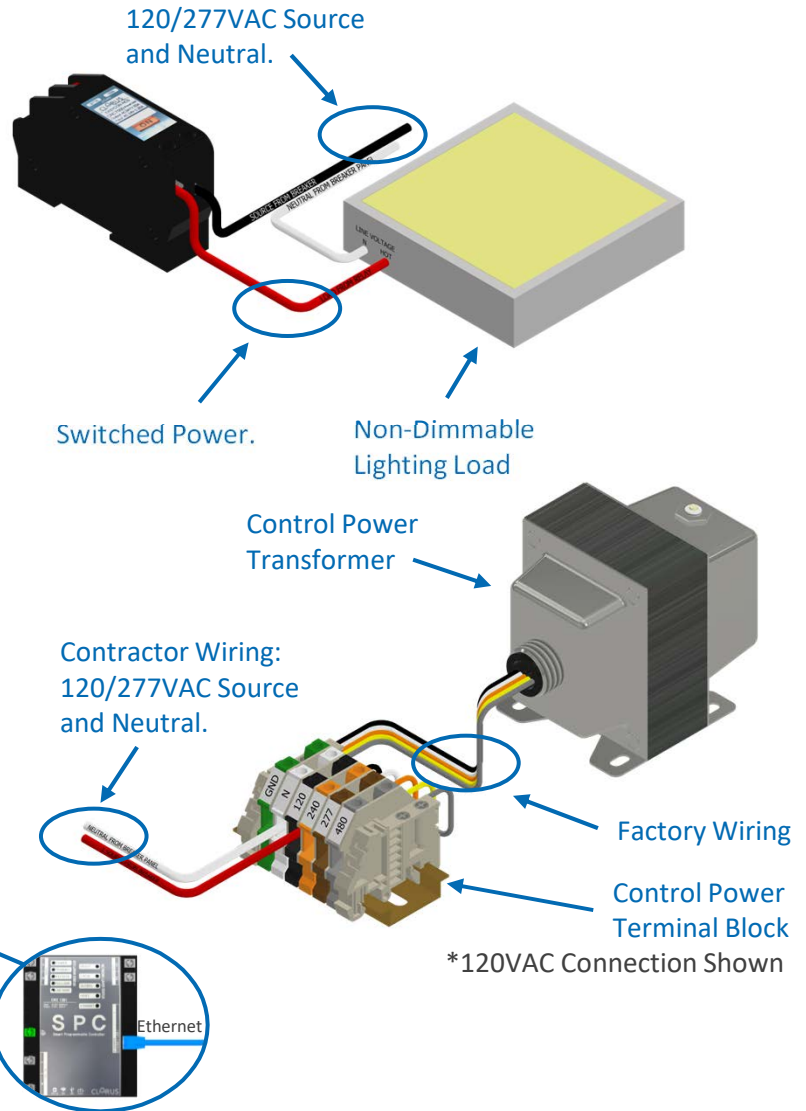 120/277VAC Source
and Neutral.
SOURCE FROM BREAKER
NEUTRAL FROM BREAKER PANEL
LINE VOLTAGE
N
HOT
Switched Power.
Non-Dimmable
Lighting Load
Control Power
Transformer
Contractor Wiring:
120/277VAC Source
and Neutral.
GND
N
120
240
277
480
NEUTRAL FROM BREAKER PANEL
Factory Wiring
Control Power
Terminal Block
*120VAC Connection Shown
SPC
Ethernet